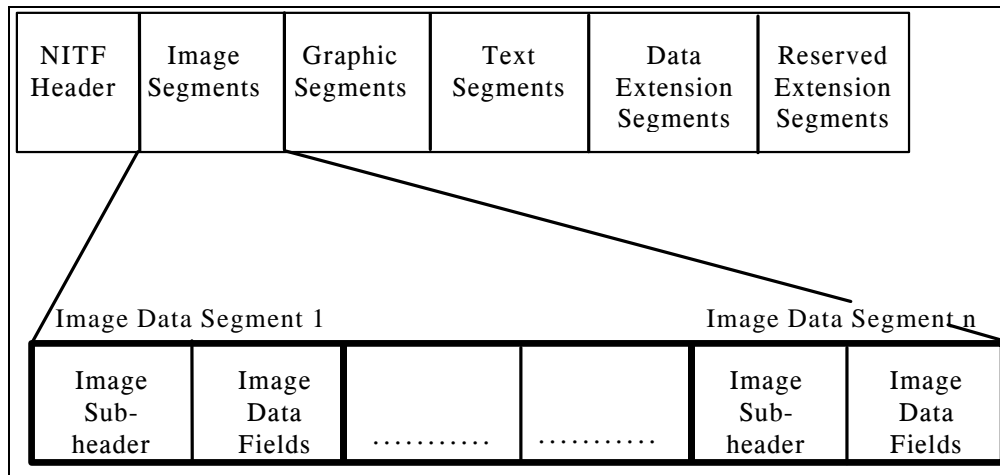 NITF
Header
Image
Segments
Graphic
Segments
Text
Segments
Data
Extension
Segments
Reserved
Extension
Segments
Image Data Segment 1
Image Data Segment n
Image
Sub-
header
Image
Data
Fields
...........
...........
Image
Sub-
header
Image
Data
Fields